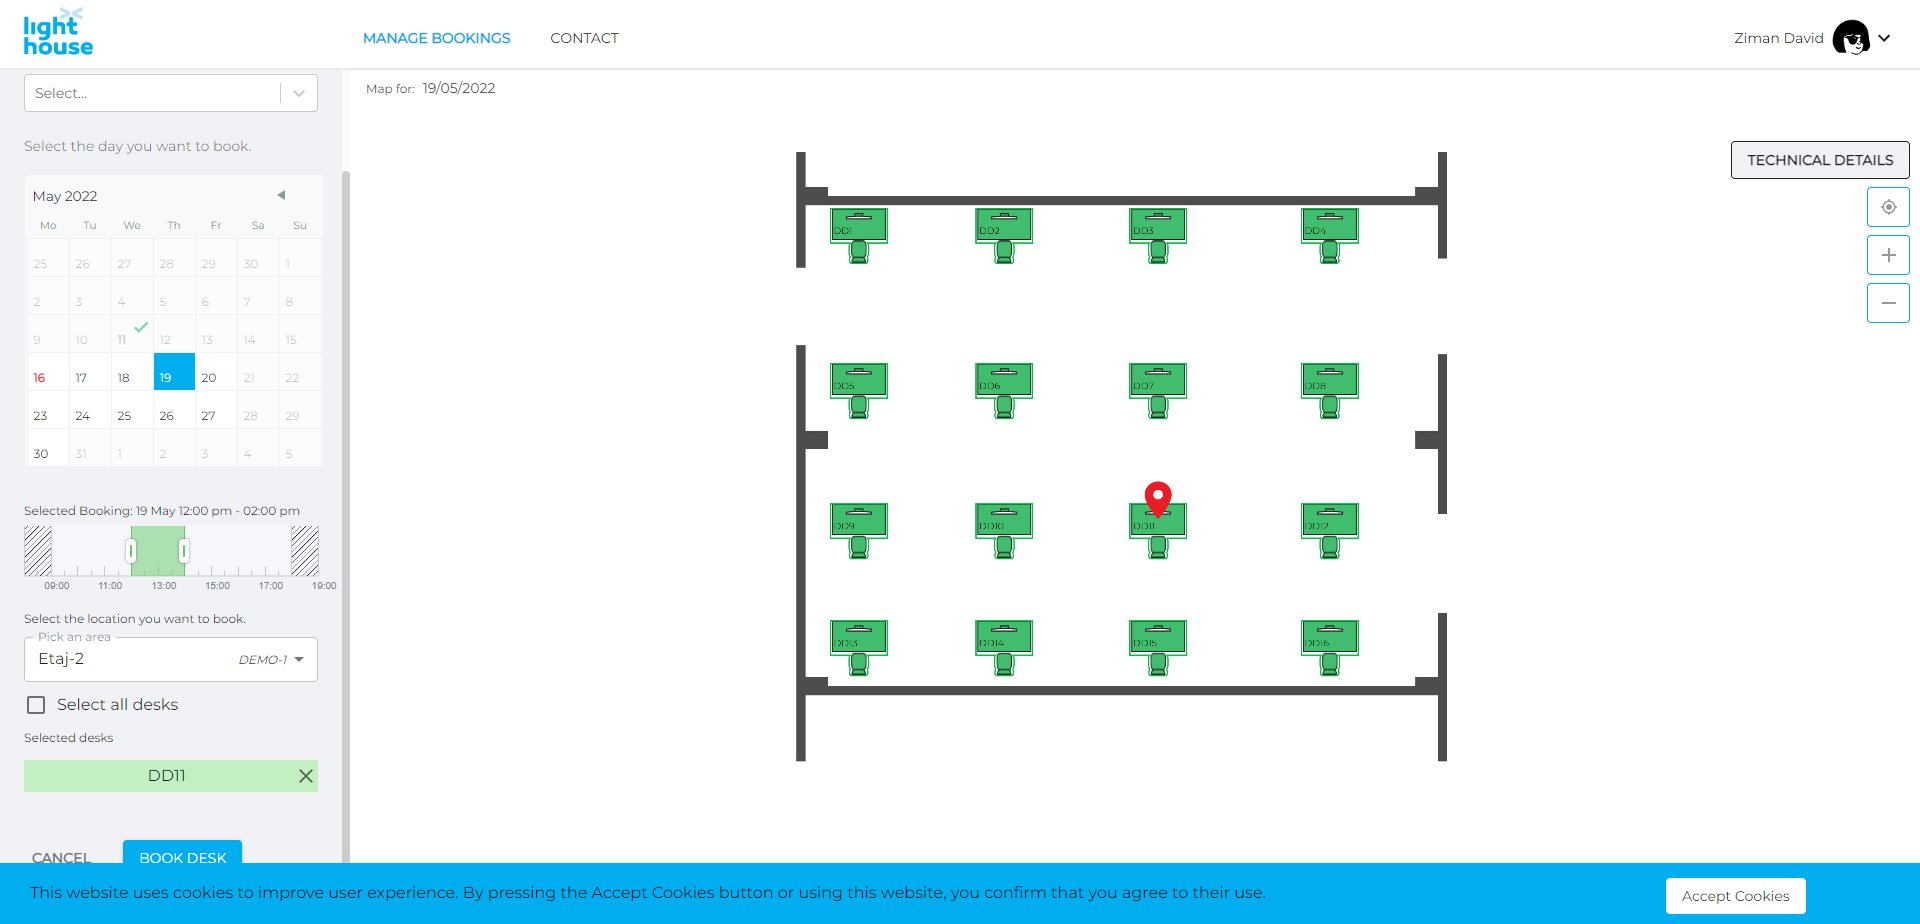 light
house
MANAGE BOOKINGS
CONTACT
Ziman David
Select...
Map for: 19/05/2022
Select the day you want to book.
TECHNICAL DETAILS
May 2022
Mo Tu We Th Fr Sa Su
25 26 27 28 29 30 1
2 3 4 5 6 7 8
9 10 11 12 13 14 15
16 17 18 19 20 21 22
23 24 25 26 27 28 29
30 31 1 2 3 4 5
DD1 DD2 DD3 DD4
DD5 DD6 DD7 DD8
DD9 DD10 DD11 DD12
DD13 DD14 DD15 DD16
Selected Booking: 19 May 12:00 pm - 02:00 pm
09:00 11:00 13:00 15:00 17:00 19:00
Select the location you want to book.
Pick an area
Etaj-2 DEMO-1
Select all desks
Selected desks
DD11
CANCEL
BOOK DESK
This website uses cookies to improve user experience. By pressing the Accept Cookies button or using this website, you confirm that you agree to their use.
Accept Cookies